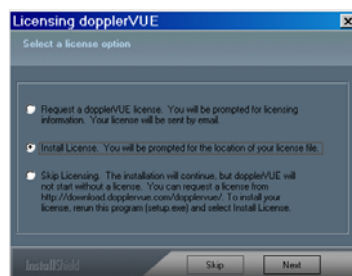 Licensing dopplerVUE
Select a license option
Request a dopplerVUE license. You will be prompted for licensing
information. Your license will be sent by email.
Install License. You will be prompted for the location of your license file.
Skip Licensing. The installation will continue, but dopplerVUE will
not start without a license. You can request a license from
http://download.dopplervue.com/dopplervue/. To install your
license, rerun this program (setup.exe) and select Install License.
InstallShield
Skip
Next